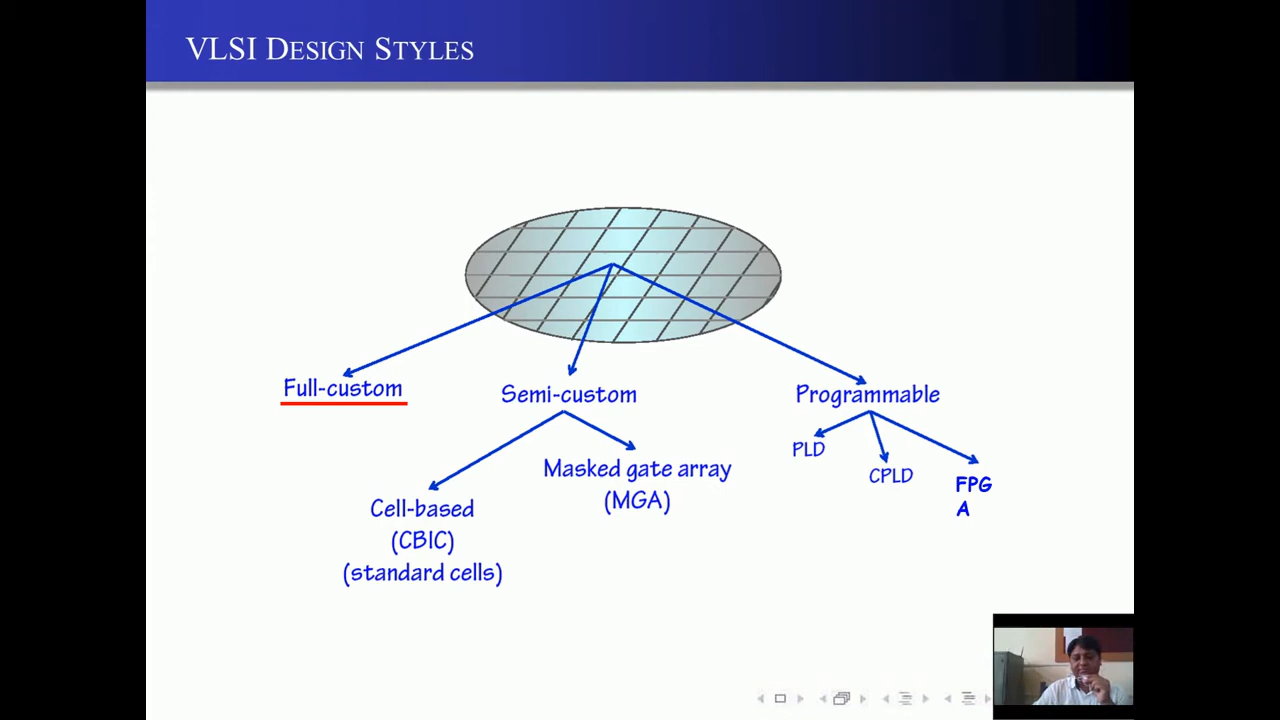 VLSI DESIGN STYLES
Full-custom
Semi-custom
Programmable
PLD
CPLD
FPG
A
Masked gate array
(MGA)
Cell-based
(CBIC)
(standard cells)